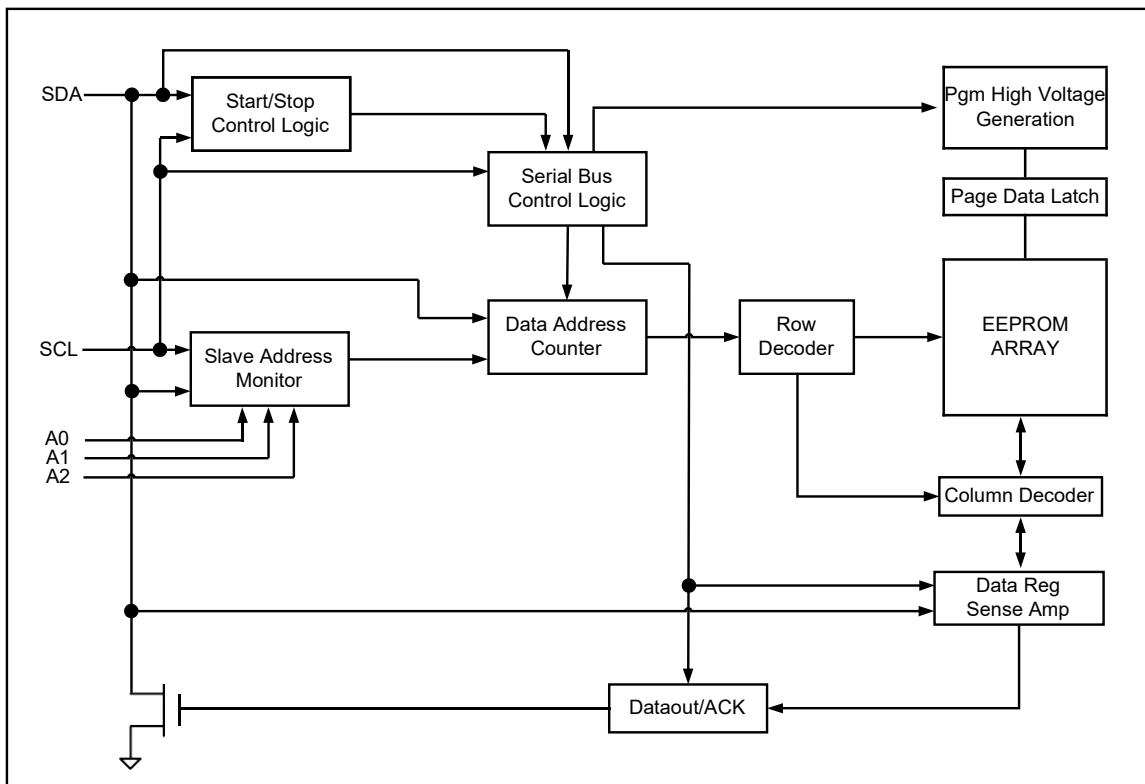 SDA
Start/Stop
Control Logic
Pgm High Voltage
Generation
Serial Bus
Control Logic
Page Data Latch
SCL
Slave Address
Monitor
Data Address
Counter
Row
Decoder
EEPROM
ARRAY
A0
A1
A2
Column Decoder
Data Reg
Sense Amp
Dataout/ACK